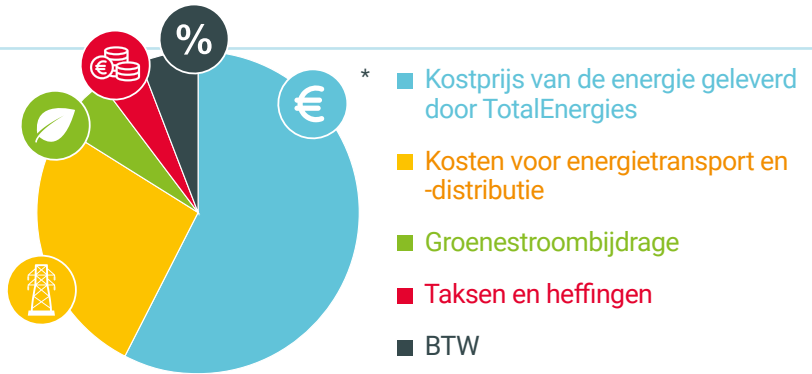 %
€
€
*
Kostprijs van de energie geleverd
door TotalEnergies
Kosten voor energietransport en
-distributie
Groenestroombijdrage
Taksen en heffingen
BTW